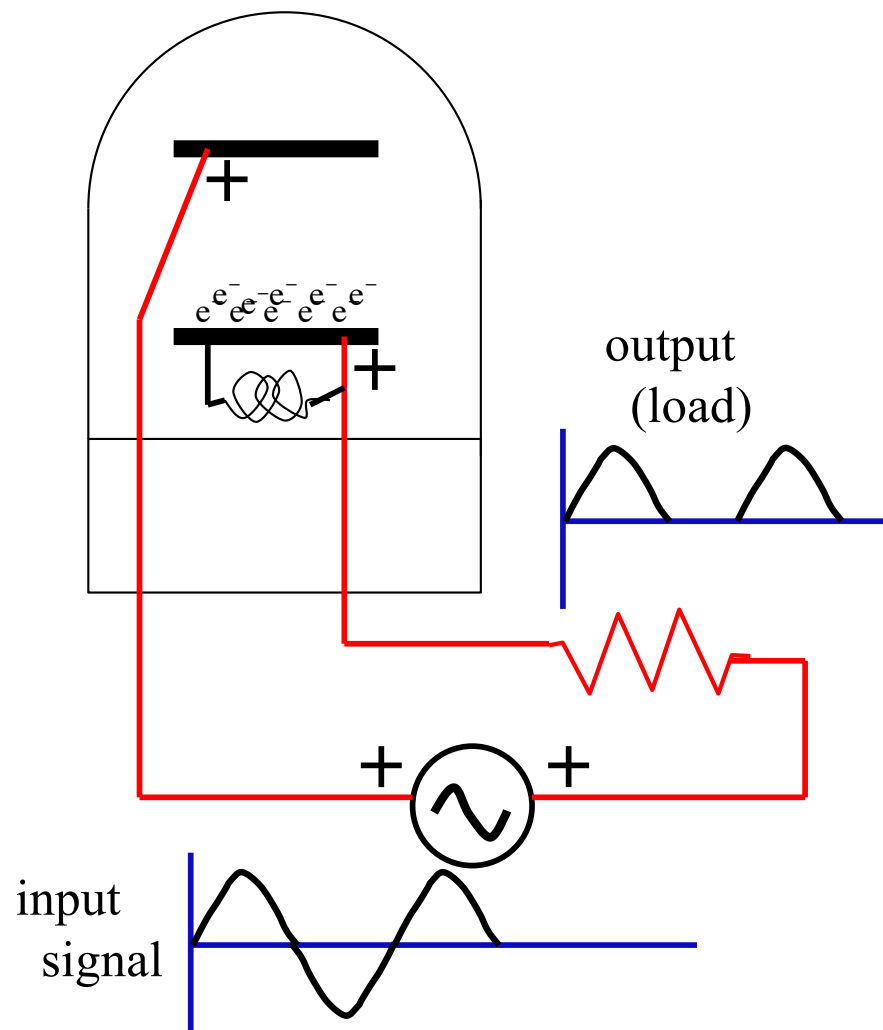 +
e⁻ e⁻ e⁻ e⁻
e⁻ e⁻ e⁻ e⁻ e⁻ e⁻
+
output
(load)
+ +
input
signal